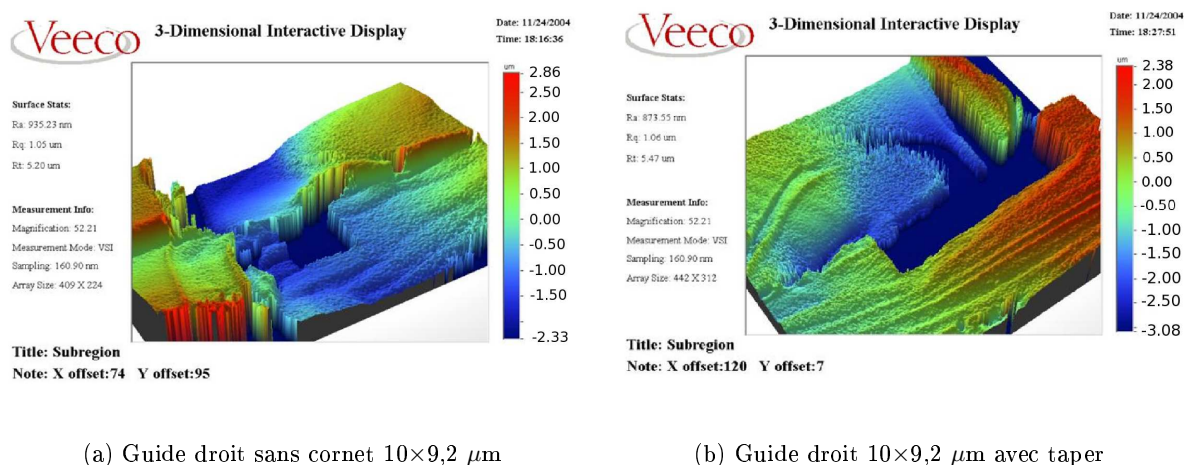 Veeco
3-Dimensional Interactive Display
Date: 11/24/2004
Time: 18:16:36
Surface Stats:
Ra: 935.23 nm
Rq: 1.05 um
Rt: 5.20 um
Measurement Info:
Magnification: 52.21
Measurement Mode: VSI
Sampling: 160.90 nm
Array Size: 409 X 224
um
2.86
2.00
1.50
1.00
0.50
0.00
-0.50
-1.00
-1.50
-2.33
Title: Subregion
Note: X offset:74 Y offset:95
(a) Guide droit sans cornet 10×9,2 μm
Veeco
3-Dimensional Interactive Display
Date: 11/24/2004
Time: 18:27:51
Surface Stats:
Ra: 873.55 nm
Rq: 1.06 um
Rt: 5.47 um
Measurement Info:
Magnification: 52.21
Measurement Mode: VSI
Sampling: 160.90 nm
Array Size: 442 X 312
um
2.38
1.50
1.00
0.50
0.00
-0.50
-1.00
-1.50
-2.00
-2.50
-3.08
Title: Subregion
Note: X offset:120 Y offset:7
(b) Guide droit 10×9,2 μm avec taper